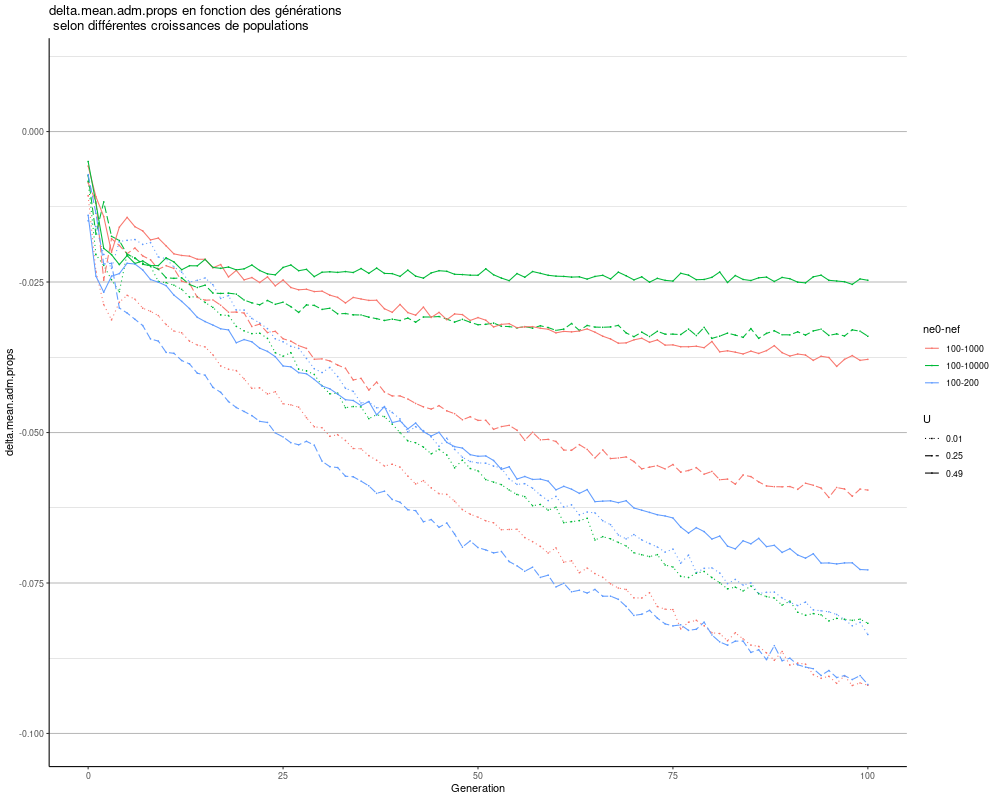 delta.mean.adm.props en fonction des générations
selon différentes croissances de populations
0.000
-0.025
-0.050
-0.075
-0.100
delta.mean.adm.props
0
25
50
75
100
Generation
ne0-nef
100-1000
100-10000
100-200
U
0.01
0.25
0.49